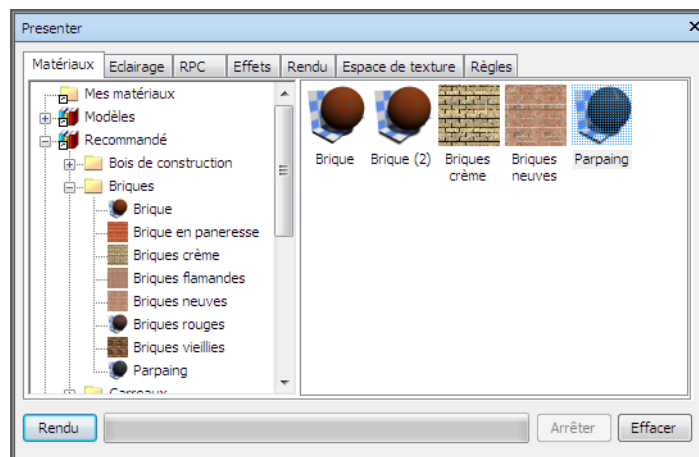 Presenter
Matériaux Eclairage RPC Effets Rendu Espace de texture Règles
Mes matériaux
Modèles
Recommandé
Bois de construction
Briques
Brique
Brique en paneresse
Briques crème
Briques flamandes
Briques neuves
Briques rouges
Briques vieillies
Parpaing
Carreaux
Brique Brique (2) Briques crème Briques neuves Parpaing
Rendu Arrêter Effacer